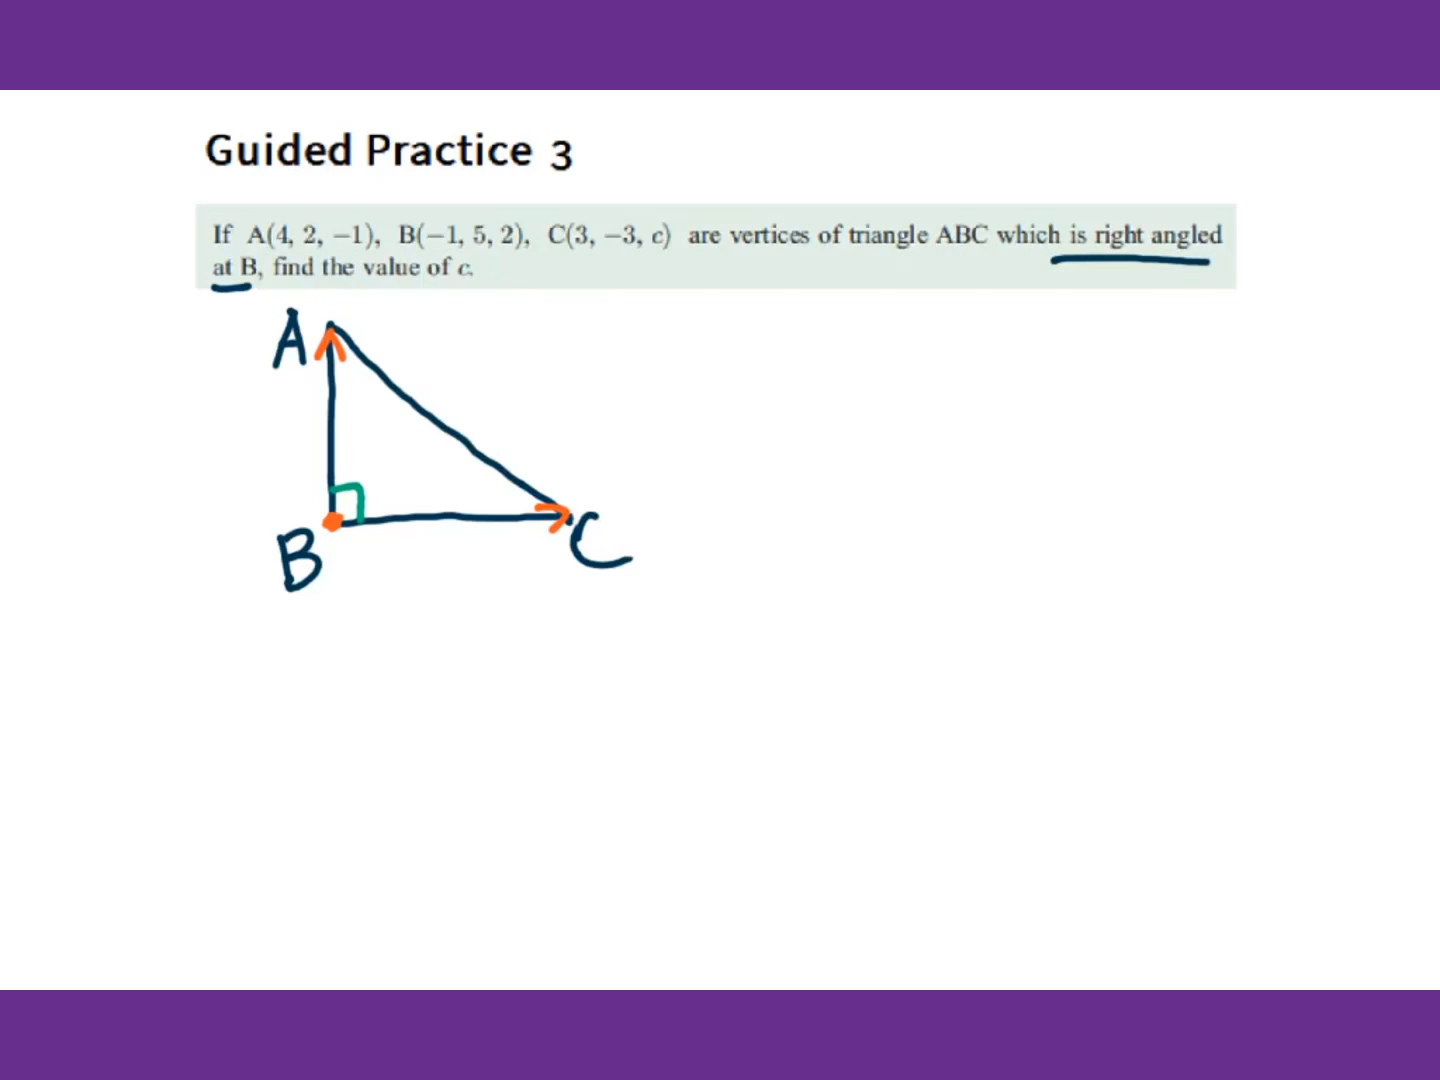 Guided Practice 3
If A(4, 2, −1), B(−1, 5, 2), C(3, −3, c) are vertices of triangle ABC which is right angled
at B, find the value of c.
A
B
C